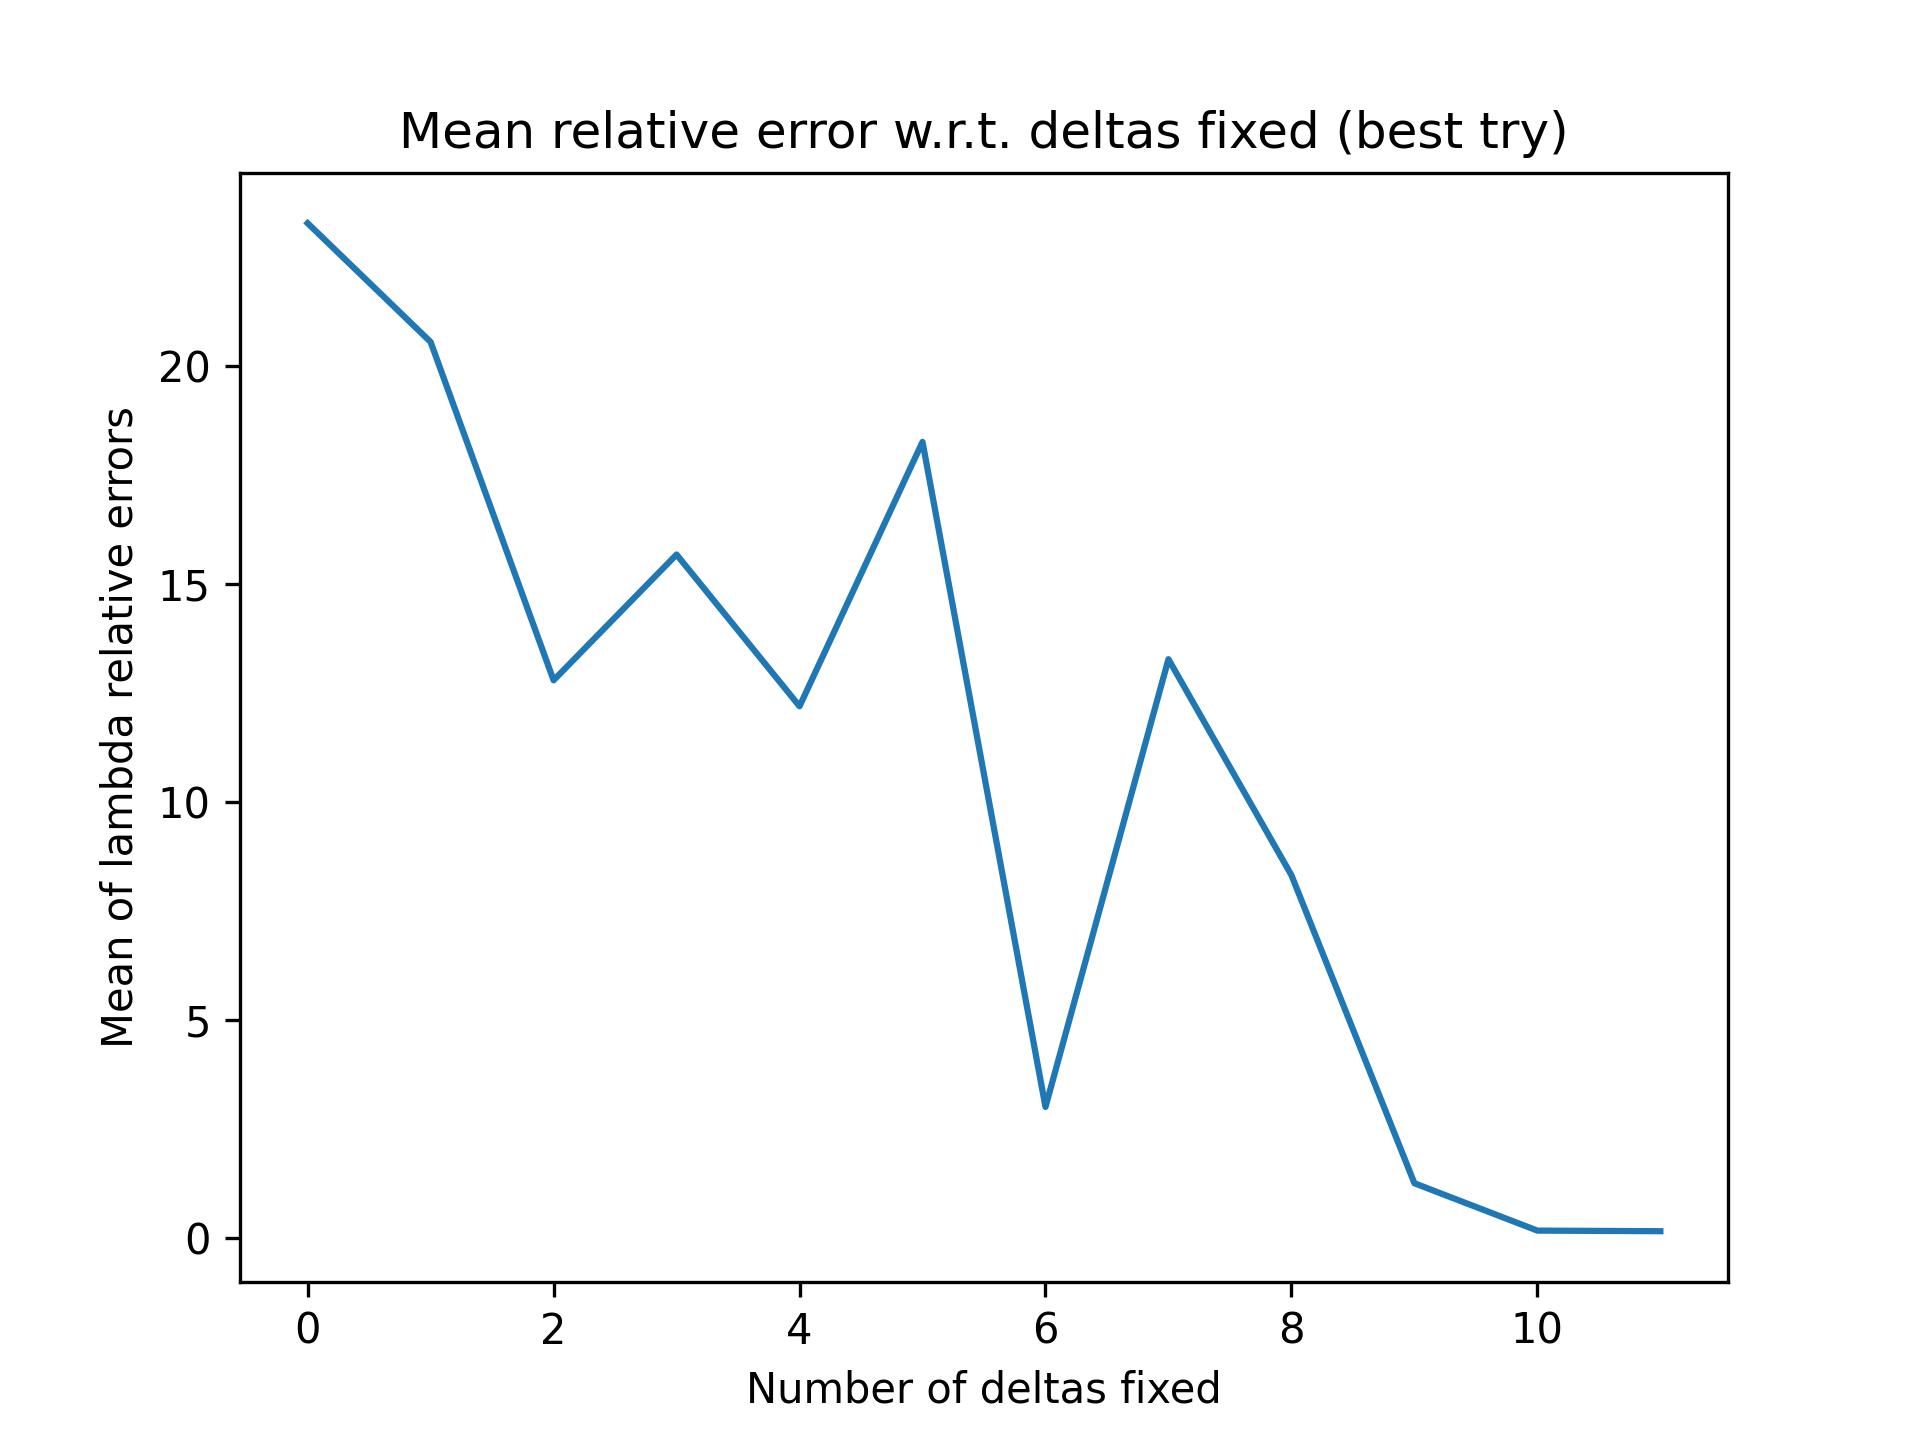 Mean relative error w.r.t. deltas fixed (best try)
Mean of lambda relative errors
20
15
10
5
0
0 2 4 6 8 10
Number of deltas fixed